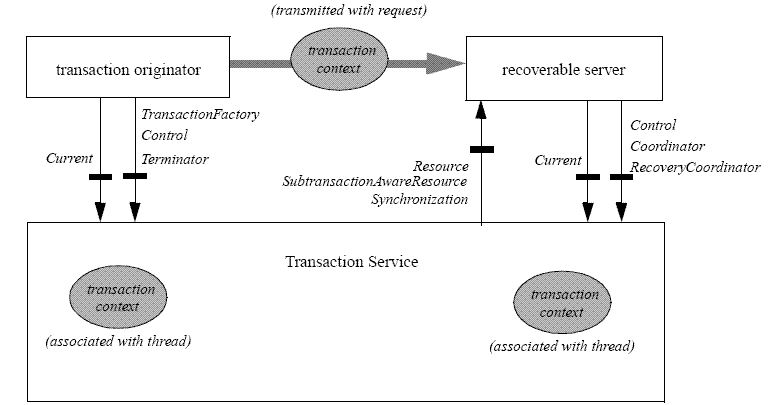 (transmitted with request)
transaction
context
transaction originator
recoverable server
TransactionFactory
Control
Terminator
Current
Resource
SubtransactionAwareResource
Synchronization
Current
Control
Coordinator
RecoveryCoordinator
Transaction Service
transaction
context
(associated with thread)
transaction
context
(associated with thread)